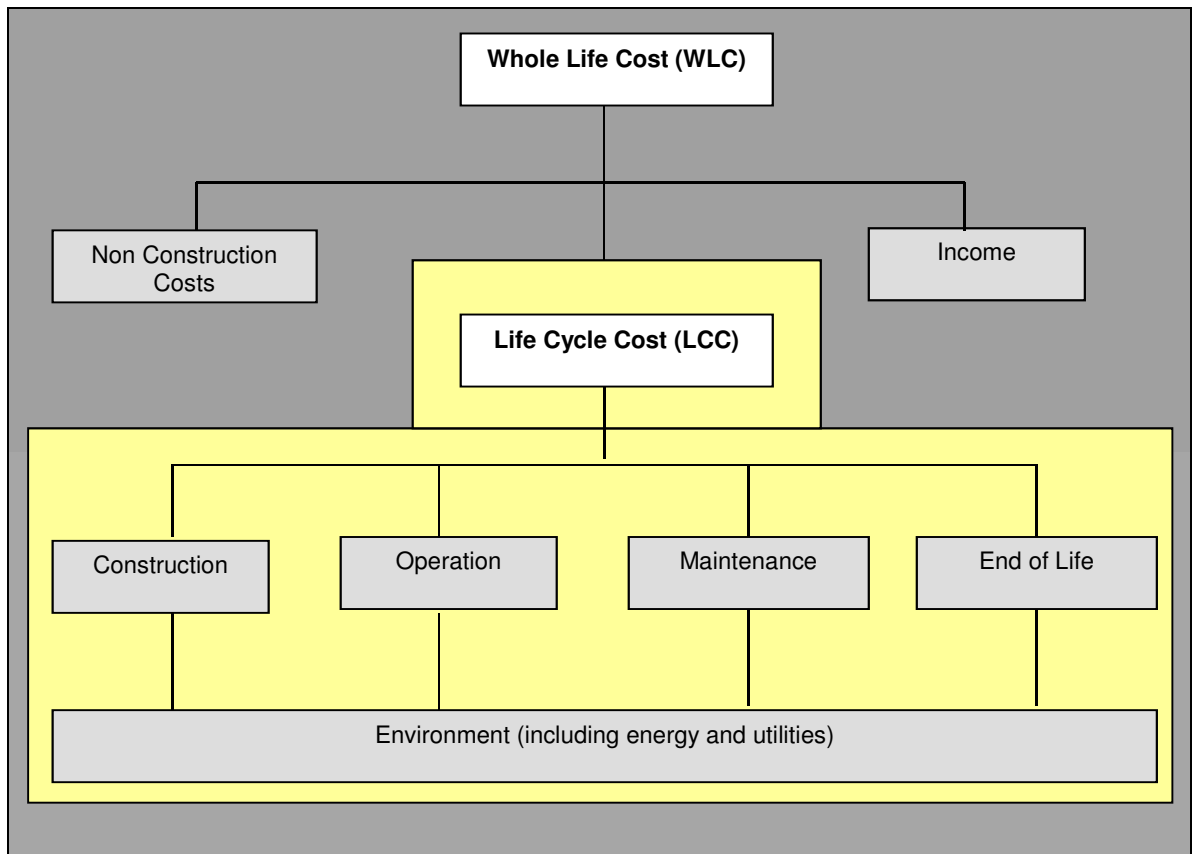 Whole Life Cost (WLC)
Non Construction
Costs
Income
Life Cycle Cost (LCC)
Construction
Operation
Maintenance
End of Life
Environment (including energy and utilities)